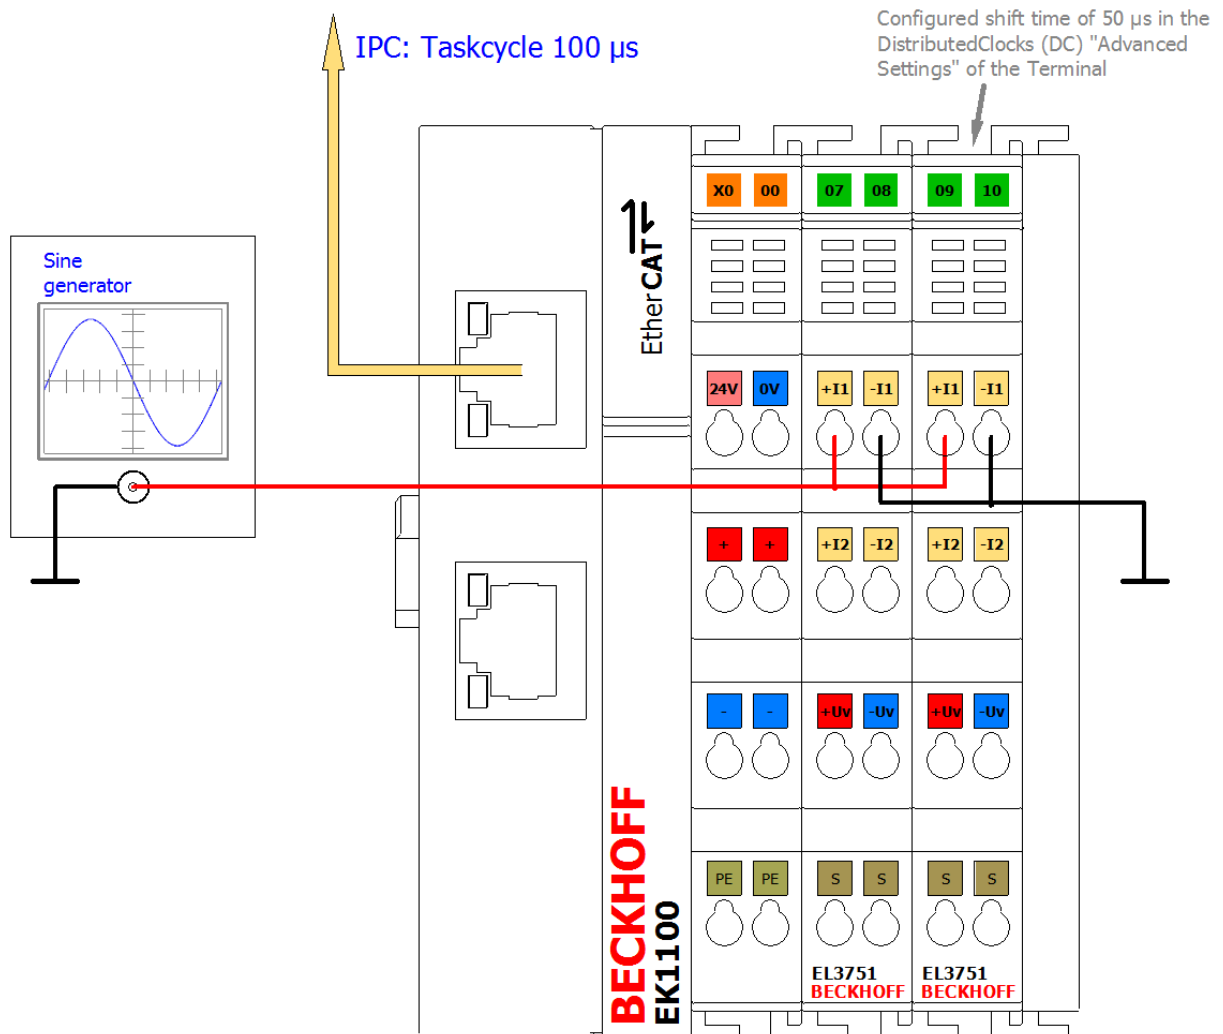 Configured shift time of 50 µs in the
DistributedClocks (DC) "Advanced
Settings" of the Terminal
IPC: Taskcycle 100 µs
Sine
generator
EtherCAT
X0 00 07 08 09 10
24V 0V +I1 -I1 +I1 -I1
+ + +I2 -I2 +I2 -I2
- - +Uv -Uv +Uv -Uv
PE PE S S S S
BECKHOFF
EK1100
EL3751
BECKHOFF
EL3751
BECKHOFF